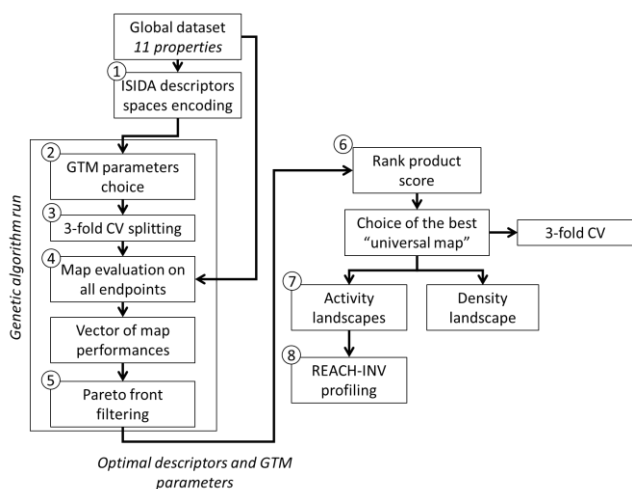 Global dataset
11 properties
1
ISIDA descriptors
spaces encoding
Genetic algorithm run
2
GTM parameters
choice
3
3-fold CV splitting
4
Map evaluation on
all endpoints
Vector of map
performances
5
Pareto front
filtering
Optimal descriptors and GTM
parameters
6
Rank product
score
Choice of the best
“universal map”
3-fold CV
7
Activity
landscapes
Density
landscape
8
REACH-INV
profiling